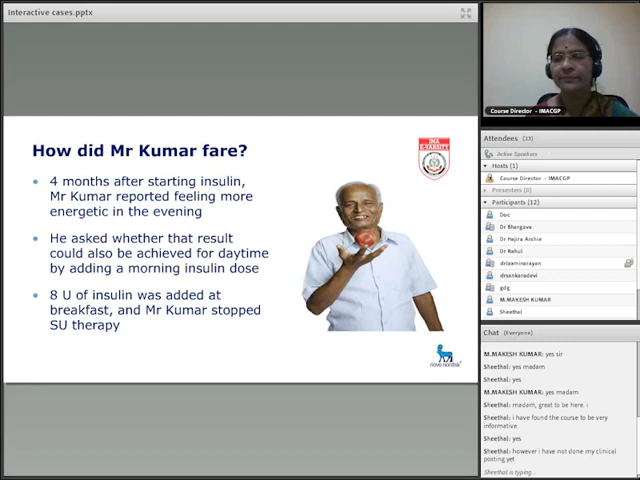 Interactive cases.pptx
How did Mr Kumar fare?
• 4 months after starting insulin,
Mr Kumar reported feeling more
energetic in the evening
• He asked whether that result
could also be achieved for daytime
by adding a morning insulin dose
• 8 U of insulin was added at
breakfast, and Mr Kumar stopped
SU therapy
IMA
E-VARSITY
novo nordisk
Course Director - IMACGP
Attendees (13)
Active Speakers
Hosts (1)
Course Director - IMACGP
Presenters (0)
Participants (12)
Doc
Dr Bhargave
Dr Hajira Arshie
Dr Rahul
drlaxminarayan
drsankaradevi
gdg
M.MAKESH KUMAR
Sheethal
Chat (Everyone)
M.MAKESH KUMAR: yes sir
Sheethal: yes madam
Sheethal: yes
M.MAKESH KUMAR: yes madam
Sheethal: madam, great to be here. i
Sheethal: i have found the course to be very
informative
Sheethal: yes
Sheethal: however i have not done my clinical
posting yet
Sheethal is typing...